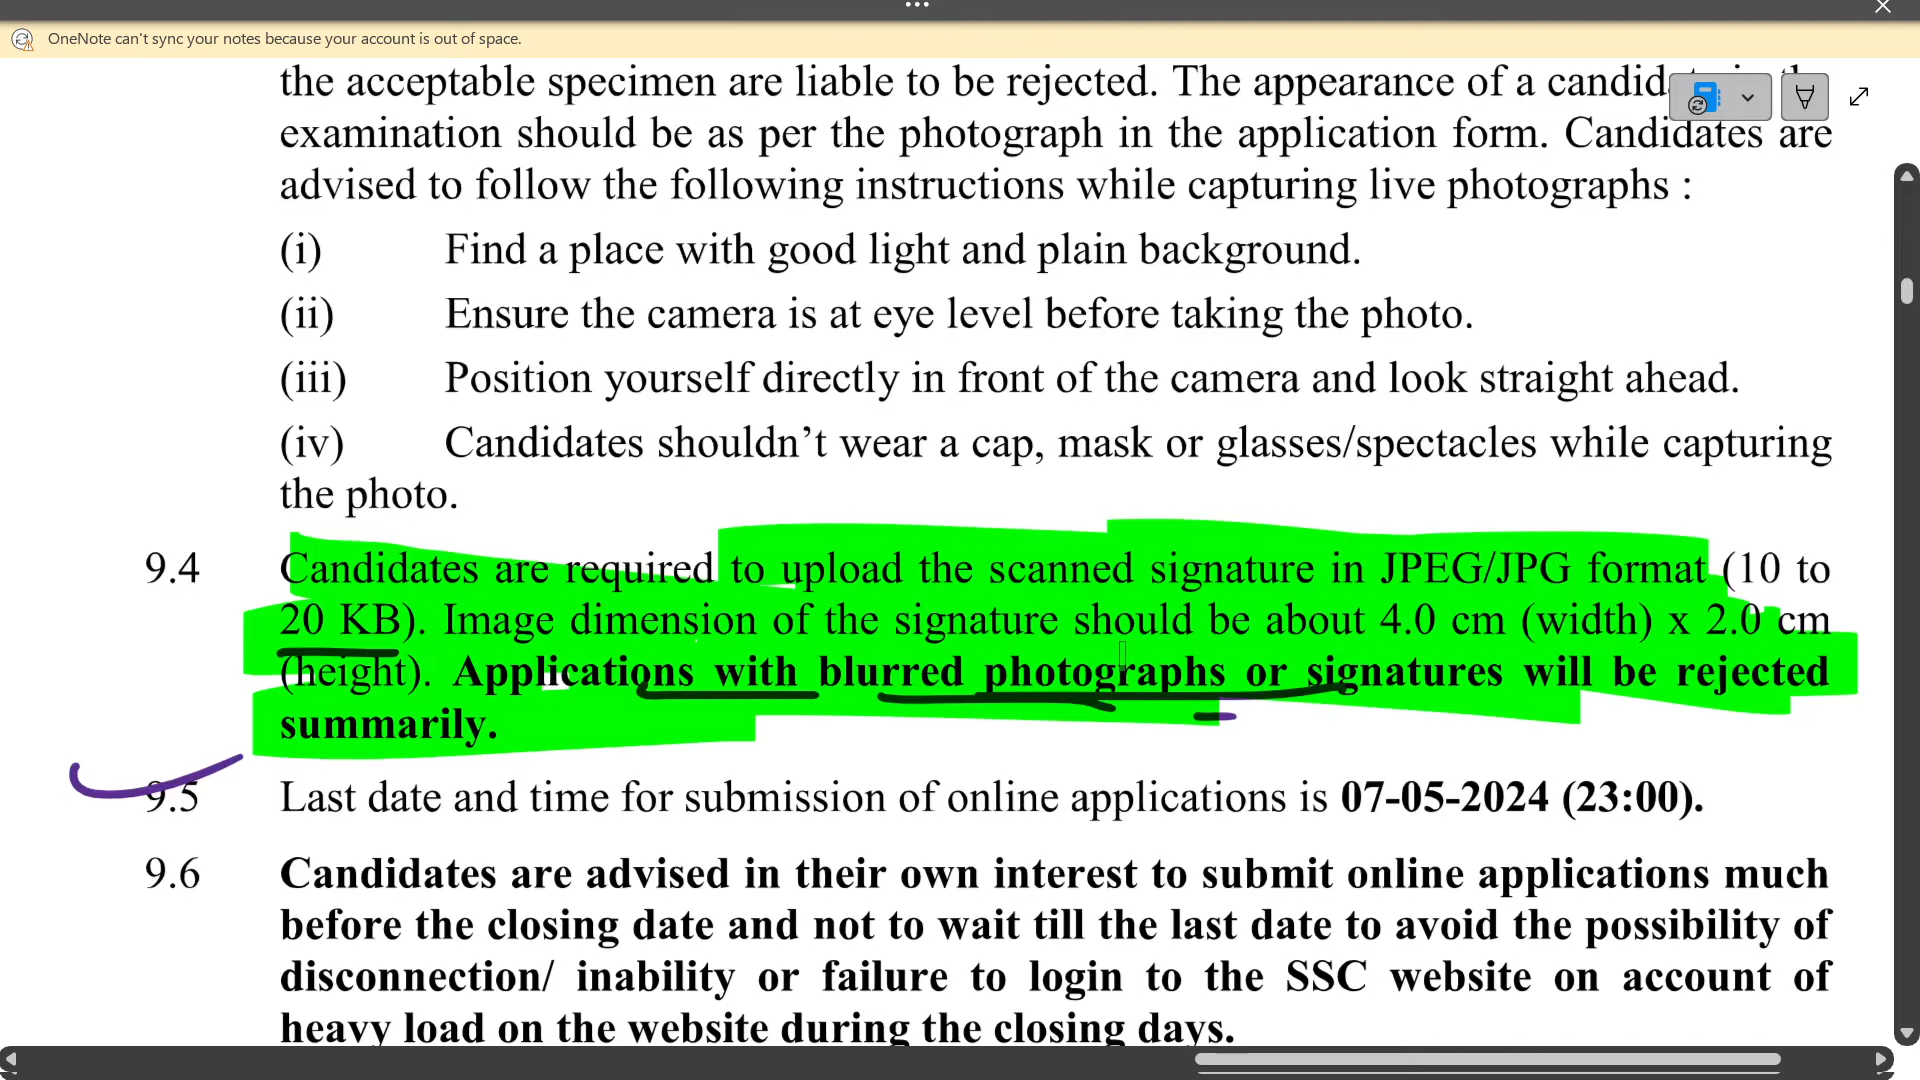 OneNote can't sync your notes because your account is out of space.
the acceptable specimen are liable to be rejected. The appearance of a
examination should be as per the photograph in the application form. Candidates are
advised to follow the following instructions while capturing live photographs :
(i) Find a place with good light and plain background.
(ii) Ensure the camera is at eye level before taking the photo.
(iii) Position yourself directly in front of the camera and look straight ahead.
(iv) Candidates shouldn’t wear a cap, mask or glasses/spectacles while capturing
the photo.
9.4 Candidates are required to upload the scanned signature in JPEG/JPG format (10 to
20 KB). Image dimension of the signature should be about 4.0 cm (width) x 2.0 cm
(height). Applications with blurred photographs or signatures will be rejected
summarily.
9.5 Last date and time for submission of online applications is 07-05-2024 (23:00).
9.6 Candidates are advised in their own interest to submit online applications much
before the closing date and not to wait till the last date to avoid the possibility of
disconnection/ inability or failure to login to the SSC website on account of
heavy load on the website during the closing days.